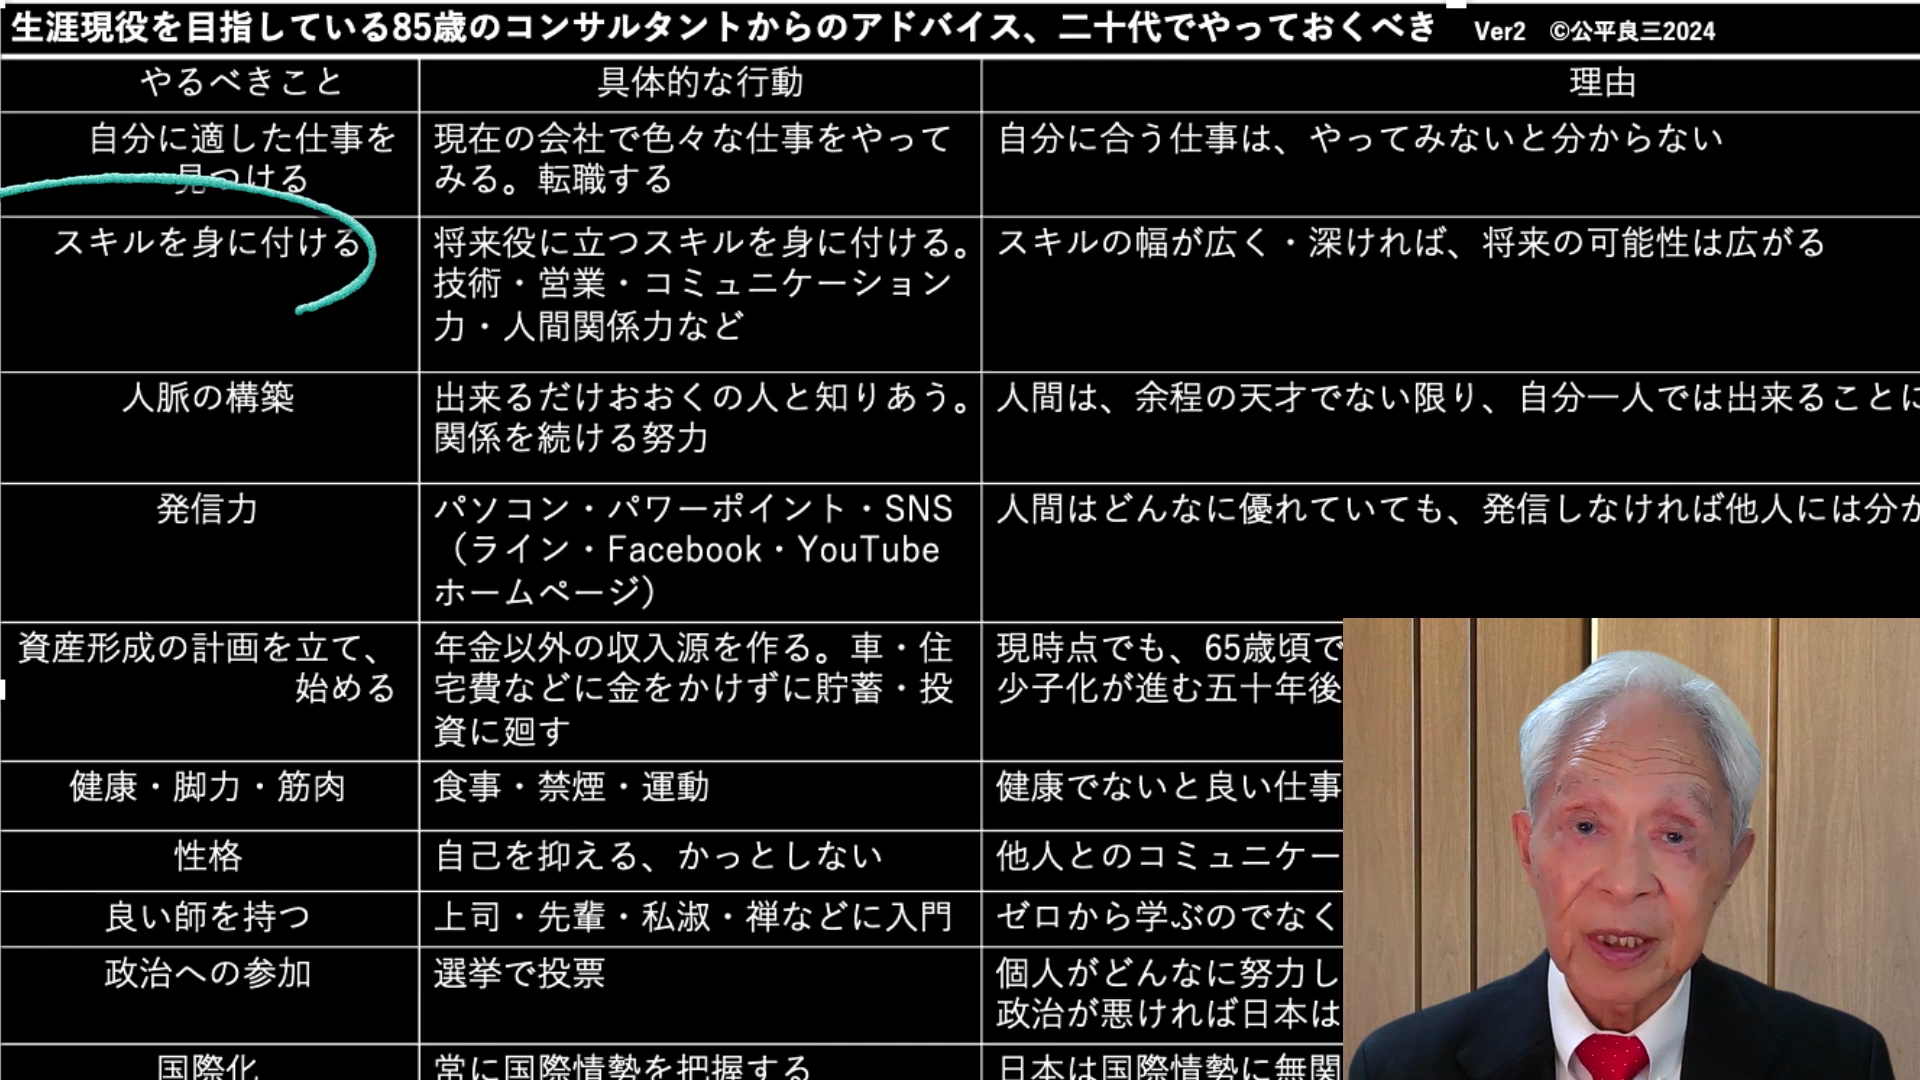 生涯現役を目指している85歳のコンサルタントからのアドバイス、二十代でやっておくべき Ver2 ©公平良三2024
やるべきこと 具体的な行動 理由
自分に適した仕事を
見つける
現在の会社で色々な仕事をやって
みる。転職する
自分に合う仕事は、やってみないと分からない
スキルを身に付ける
将来役に立つスキルを身に付ける。
技術・営業・コミュニケーション
力・人間関係力など
スキルの幅が広く・深ければ、将来の可能性は広がる
人脈の構築
出来るだけおおくの人と知りあう。
関係を続ける努力
人間は、余程の天才でない限り、自分一人では出来ることに
発信力
パソコン・パワーポイント・SNS
（ライン・Facebook・YouTube
ホームページ）
人間はどんなに優れていても、発信しなければ他人には分か
資産形成の計画を立て、
始める
年金以外の収入源を作る。車・住
宅費などに金をかけずに貯蓄・投
資に廻す
現時点でも、65歳頃で
少子化が進む五十年後
健康・脚力・筋肉
食事・禁煙・運動
健康でないと良い仕事
性格
自己を抑える、かっとしない
他人とのコミュニケー
良い師を持つ
上司・先輩・私淑・禅などに入門
ゼロから学ぶのでなく
政治への参加
選挙で投票
個人がどんなに努力し
政治が悪ければ日本は
国際化
常に国際情勢を把握する
日本は国際情勢に無関